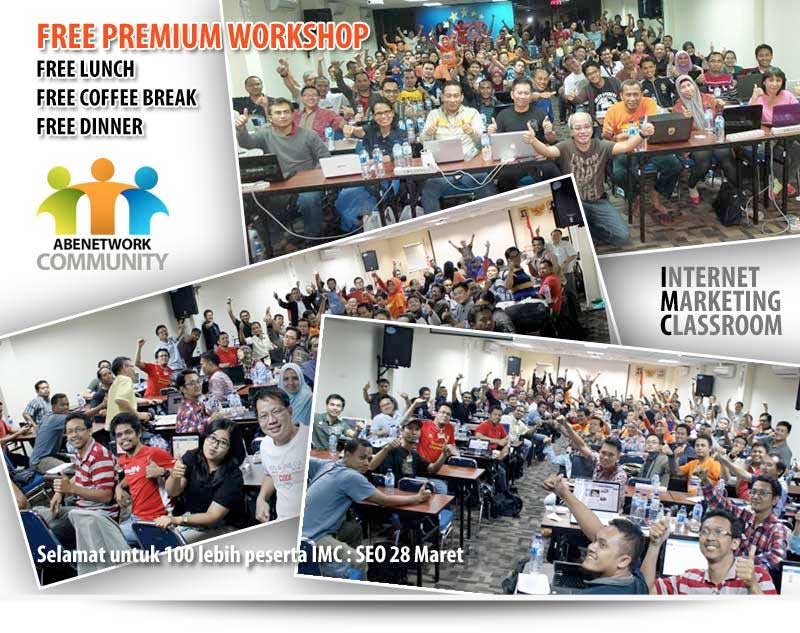 FREE PREMIUM WORKSHOP
FREE LUNCH
FREE COFFEE BREAK
FREE DINNER
ABENETWORK
COMMUNITY
INTERNET
MARKETING
CLASSROOM
CODE
Selamat untuk 100 lebih peserta IMC : SEO 28 Maret